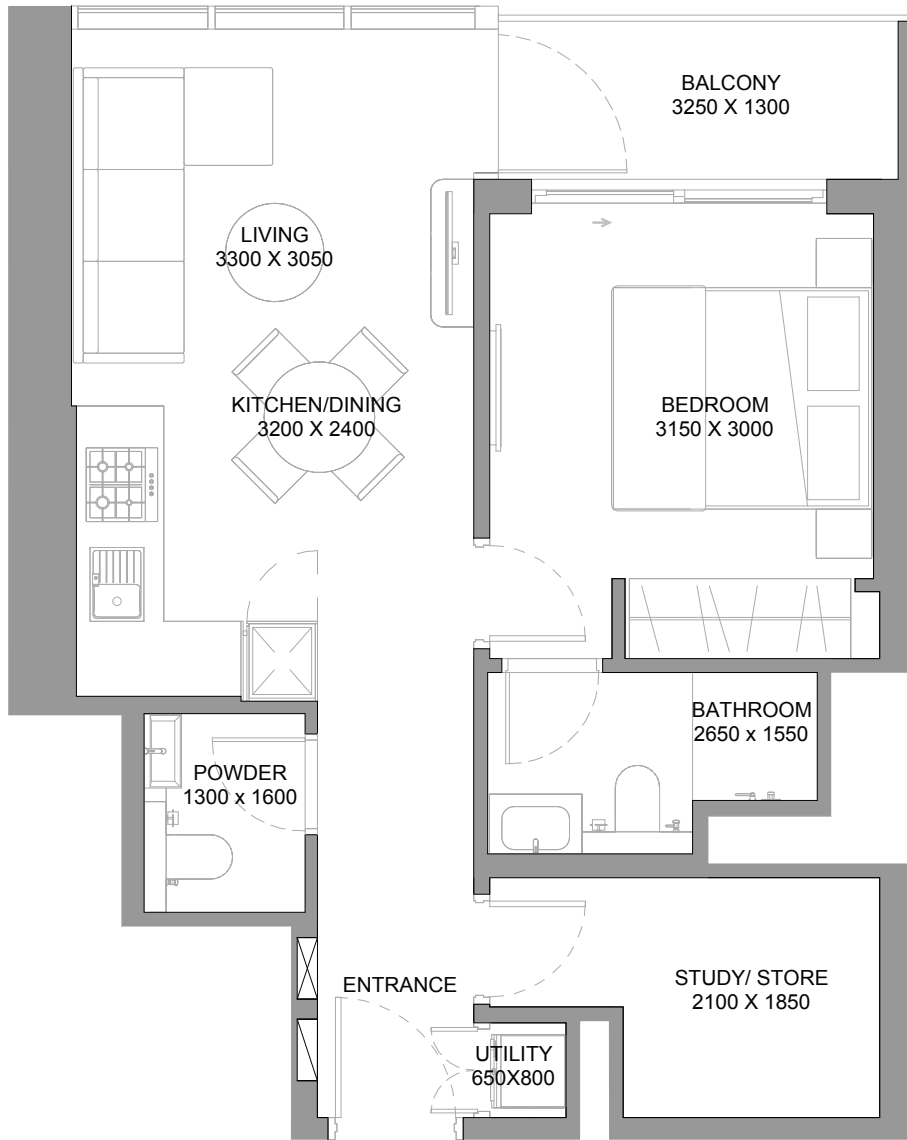 BALCONY
3250 X 1300
LIVING
3300 X 3050
KITCHEN/DINING
3200 X 2400
BEDROOM
3150 X 3000
BATHROOM
2650 x 1550
POWDER
1300 x 1600
ENTRANCE
STUDY/ STORE
2100 X 1850
UTILITY
650X800